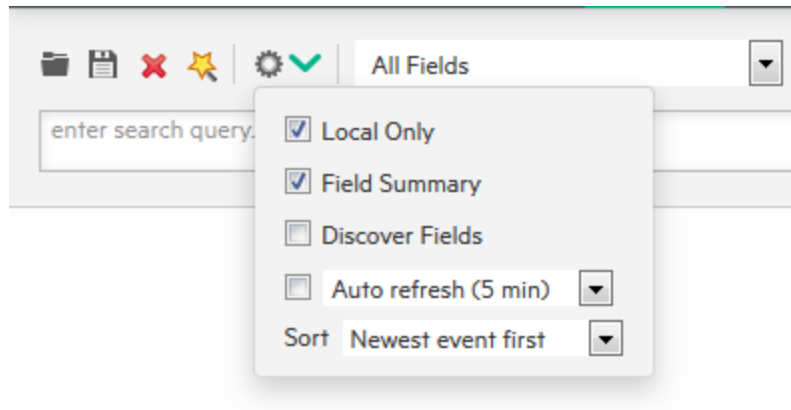 All Fields
enter search query.
Local Only
Field Summary
Discover Fields
Auto refresh (5 min)
Sort Newest event first